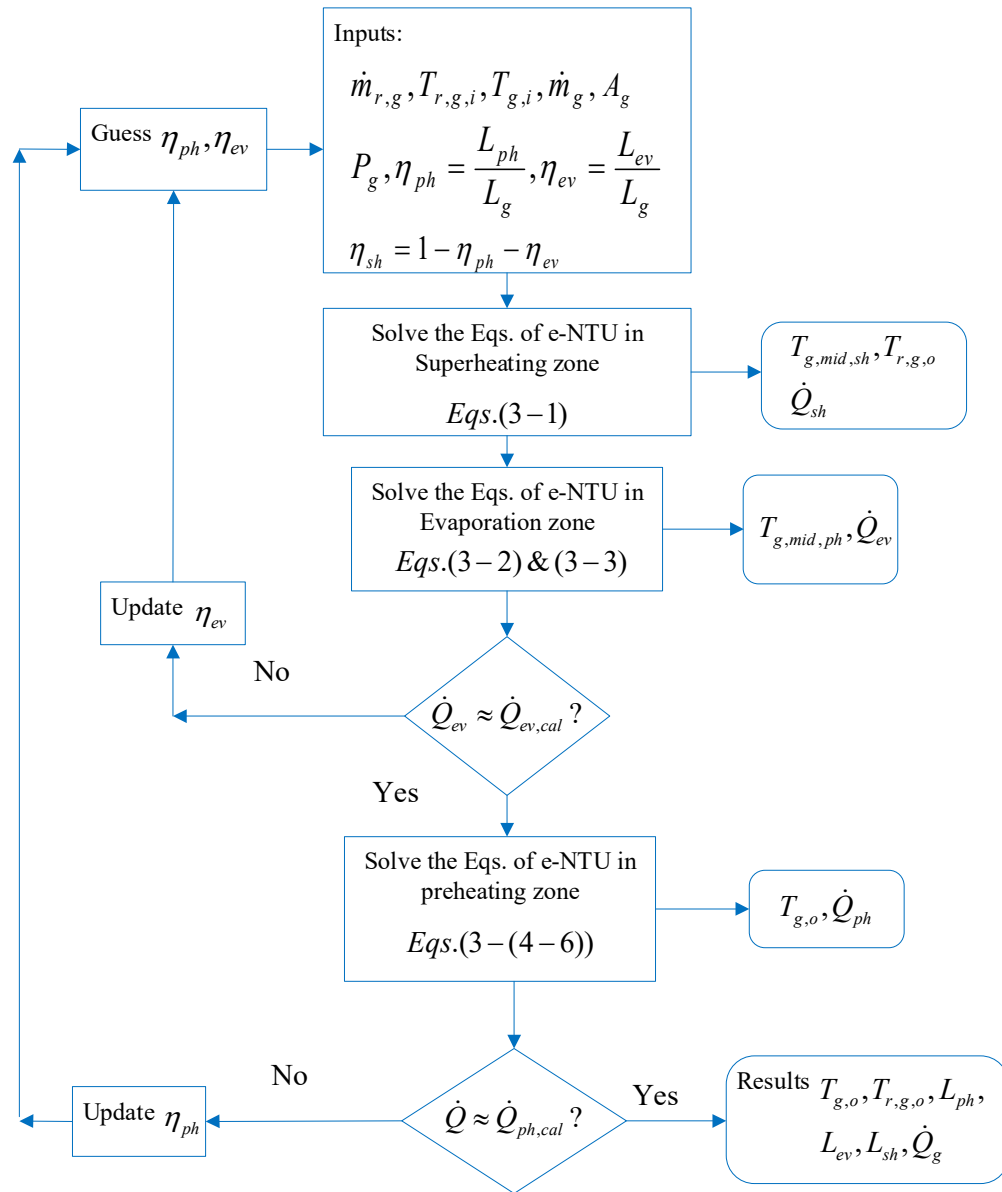 Inputs:
ṁ_{r,g}, T_{r,g,i}, T_{g,i}, ṁ_g, A_g
Guess η_{ph}, η_{ev}
P_g, η_{ph} = \frac{L_{ph}}{L_g}, η_{ev} = \frac{L_{ev}}{L_g}
η_{sh} = 1 − η_{ph} − η_{ev}
Solve the Eqs. of e-NTU in
Superheating zone
Eqs.(3−1)
T_{g,mid,sh}, T_{r,g,o}
Q̇_{sh}
Solve the Eqs. of e-NTU in
Evaporation zone
Eqs.(3−2) & (3−3)
T_{g,mid,ph}, Q̇_{ev}
Update η_{ev}
No
Q̇_{ev} ≈ Q̇_{ev,cal} ?
Yes
Solve the Eqs. of e-NTU in
preheating zone
Eqs.(3−(4−6))
T_{g,o}, Q̇_{ph}
Update η_{ph}
No
Q̇ ≈ Q̇_{ph,cal} ?
Yes
Results T_{g,o}, T_{r,g,o}, L_{ph},
L_{ev}, L_{sh}, Q̇_g